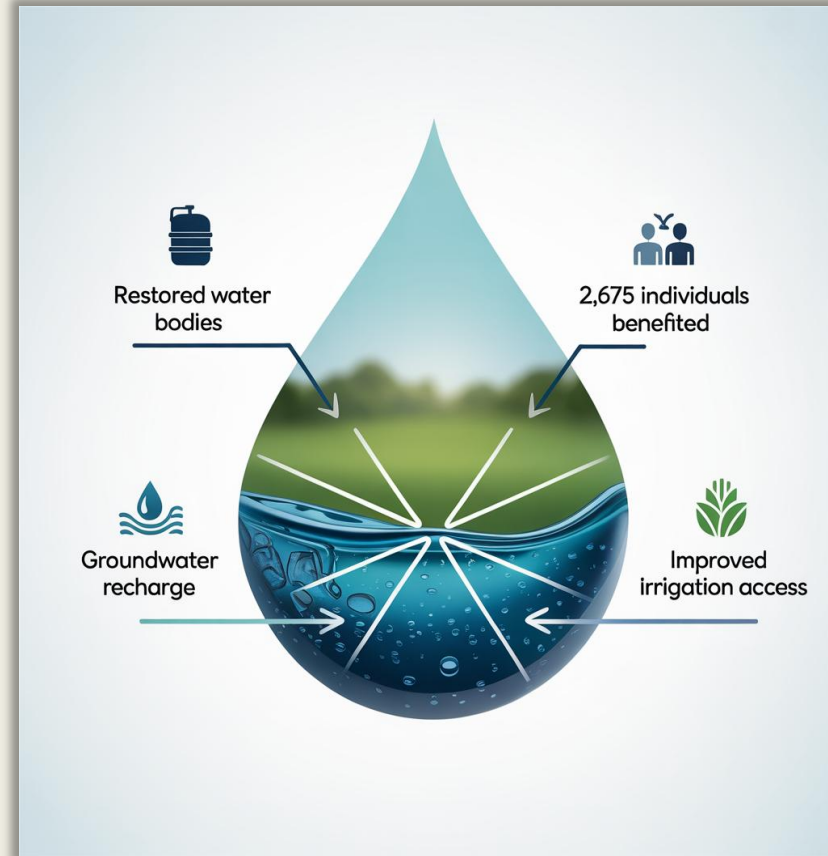 Restored water
bodies
2,675 individuals
benefited
Groundwater
recharge
Improved
irrigation access